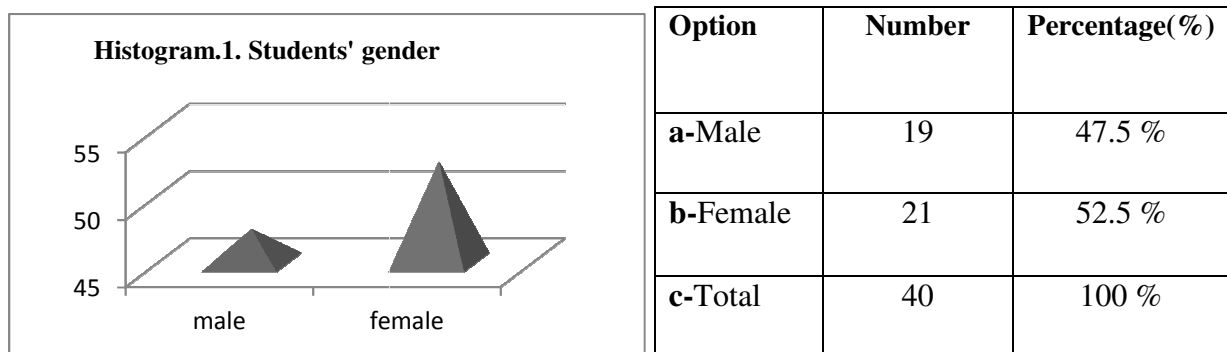 Histogram.1. Students' gender
55
50
45
male female
Option Number Percentage(%)
a-Male 19 47.5 %
b-Female 21 52.5 %
c-Total 40 100 %